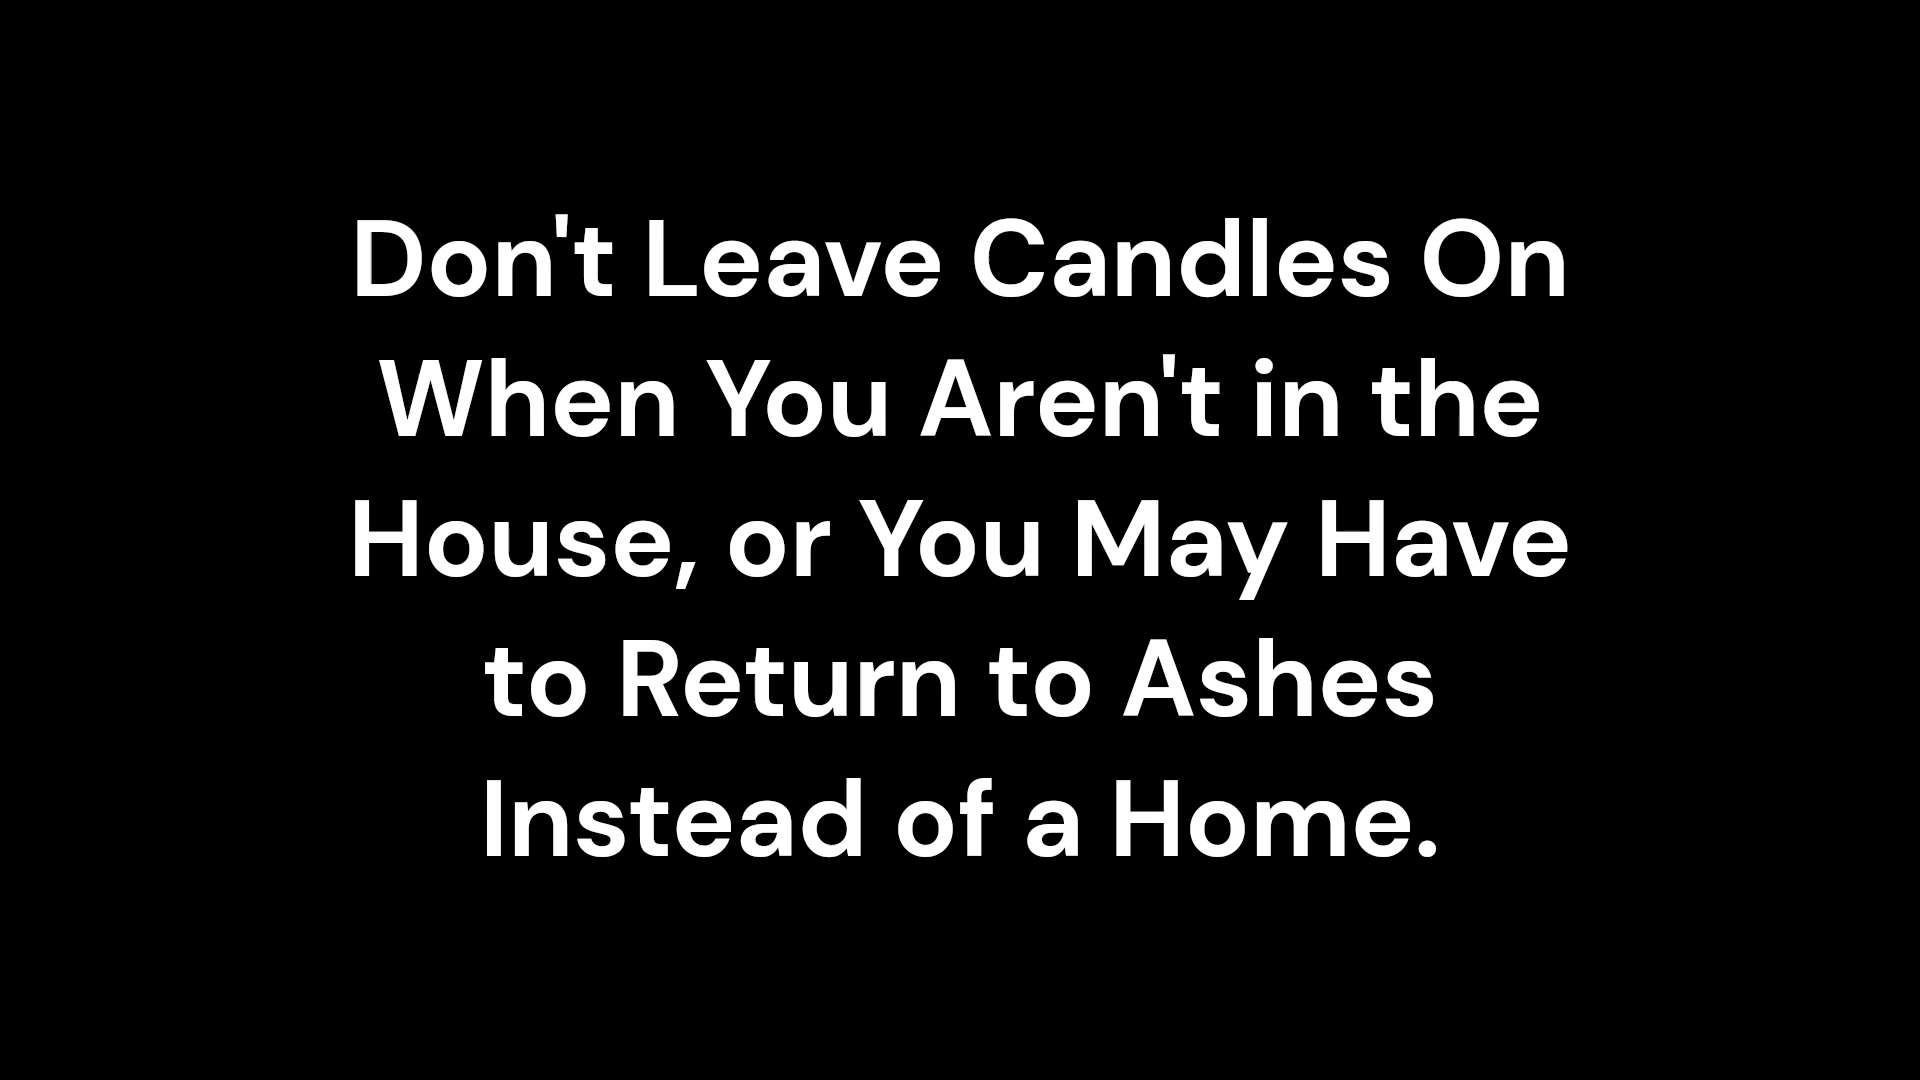 Don't Leave Candles On
When You Aren't in the
House, or You May Have
to Return to Ashes
Instead of a Home.